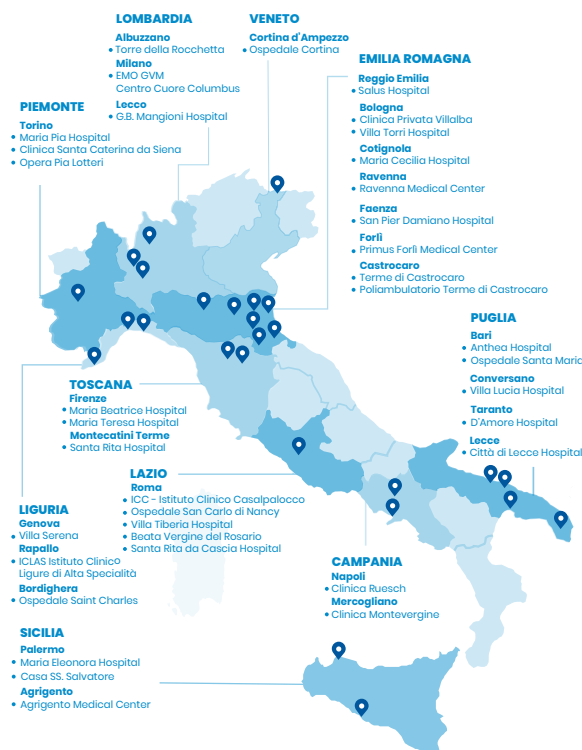 LOMBARDIA
Albuzzano
Torre della Rocchetta
Milano
EMO GVM
Centro Cuore Columbus
Lecco
G.B. Mangioni Hospital
VENETO
Cortina d'Ampezzo
Ospedale Cortina
EMILIA ROMAGNA
Reggio Emilia
Salus Hospital
Bologna
Clinica Privata Villalba
Villa Torri Hospital
Cotignola
Maria Cecilia Hospital
Ravenna
Ravenna Medical Center
Faenza
San Pier Damiano Hospital
Forlì
Primus Forlì Medical Center
Castrocaro
Terme di Castrocaro
Poliambulatorio Terme di Castrocaro
PIEMONTE
Torino
Maria Pia Hospital
Clinica Santa Caterina da Siena
Opera Pia Lotteri
PUGLIA
Bari
Anthea Hospital
Ospedale Santa Maria
Conversano
Villa Lucia Hospital
Taranto
D'Amore Hospital
Lecce
Città di Lecce Hospital
TOSCANA
Firenze
Maria Beatrice Hospital
Maria Teresa Hospital
Montecatini Terme
Santa Rita Hospital
LAZIO
Roma
ICC - Istituto Clinico Casalpalocco
Ospedale San Carlo di Nancy
Villa Tiberia Hospital
Beata Vergine del Rosario
Santa Rita da Cascia Hospital
LIGURIA
Genova
Villa Serena
Rapallo
ICLAS Istituto Clinico
Ligure di Alta Specialità
Bordighera
Ospedale Saint Charles
CAMPANIA
Napoli
Clinica Ruesch
Mercogliano
Clinica Montevergine
SICILIA
Palermo
Maria Eleonora Hospital
Casa SS. Salvatore
Agrigento
Agrigento Medical Center